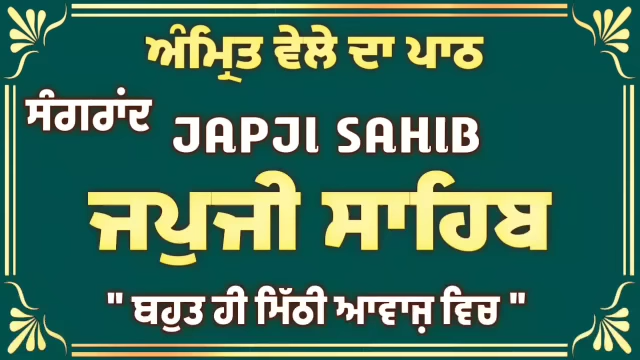 ਅੰਮ੍ਰਿਤ ਵੇਲੇ ਦਾ ਪਾਠ
ਸੰਗਰਾਂਦ
JAPJI SAHIB
ਜਪੁਜੀ ਸਾਹਿਬ
" ਬਹੁਤ ਹੀ ਮਿੱਠੀ ਆਵਾਜ਼ ਵਿਚ "